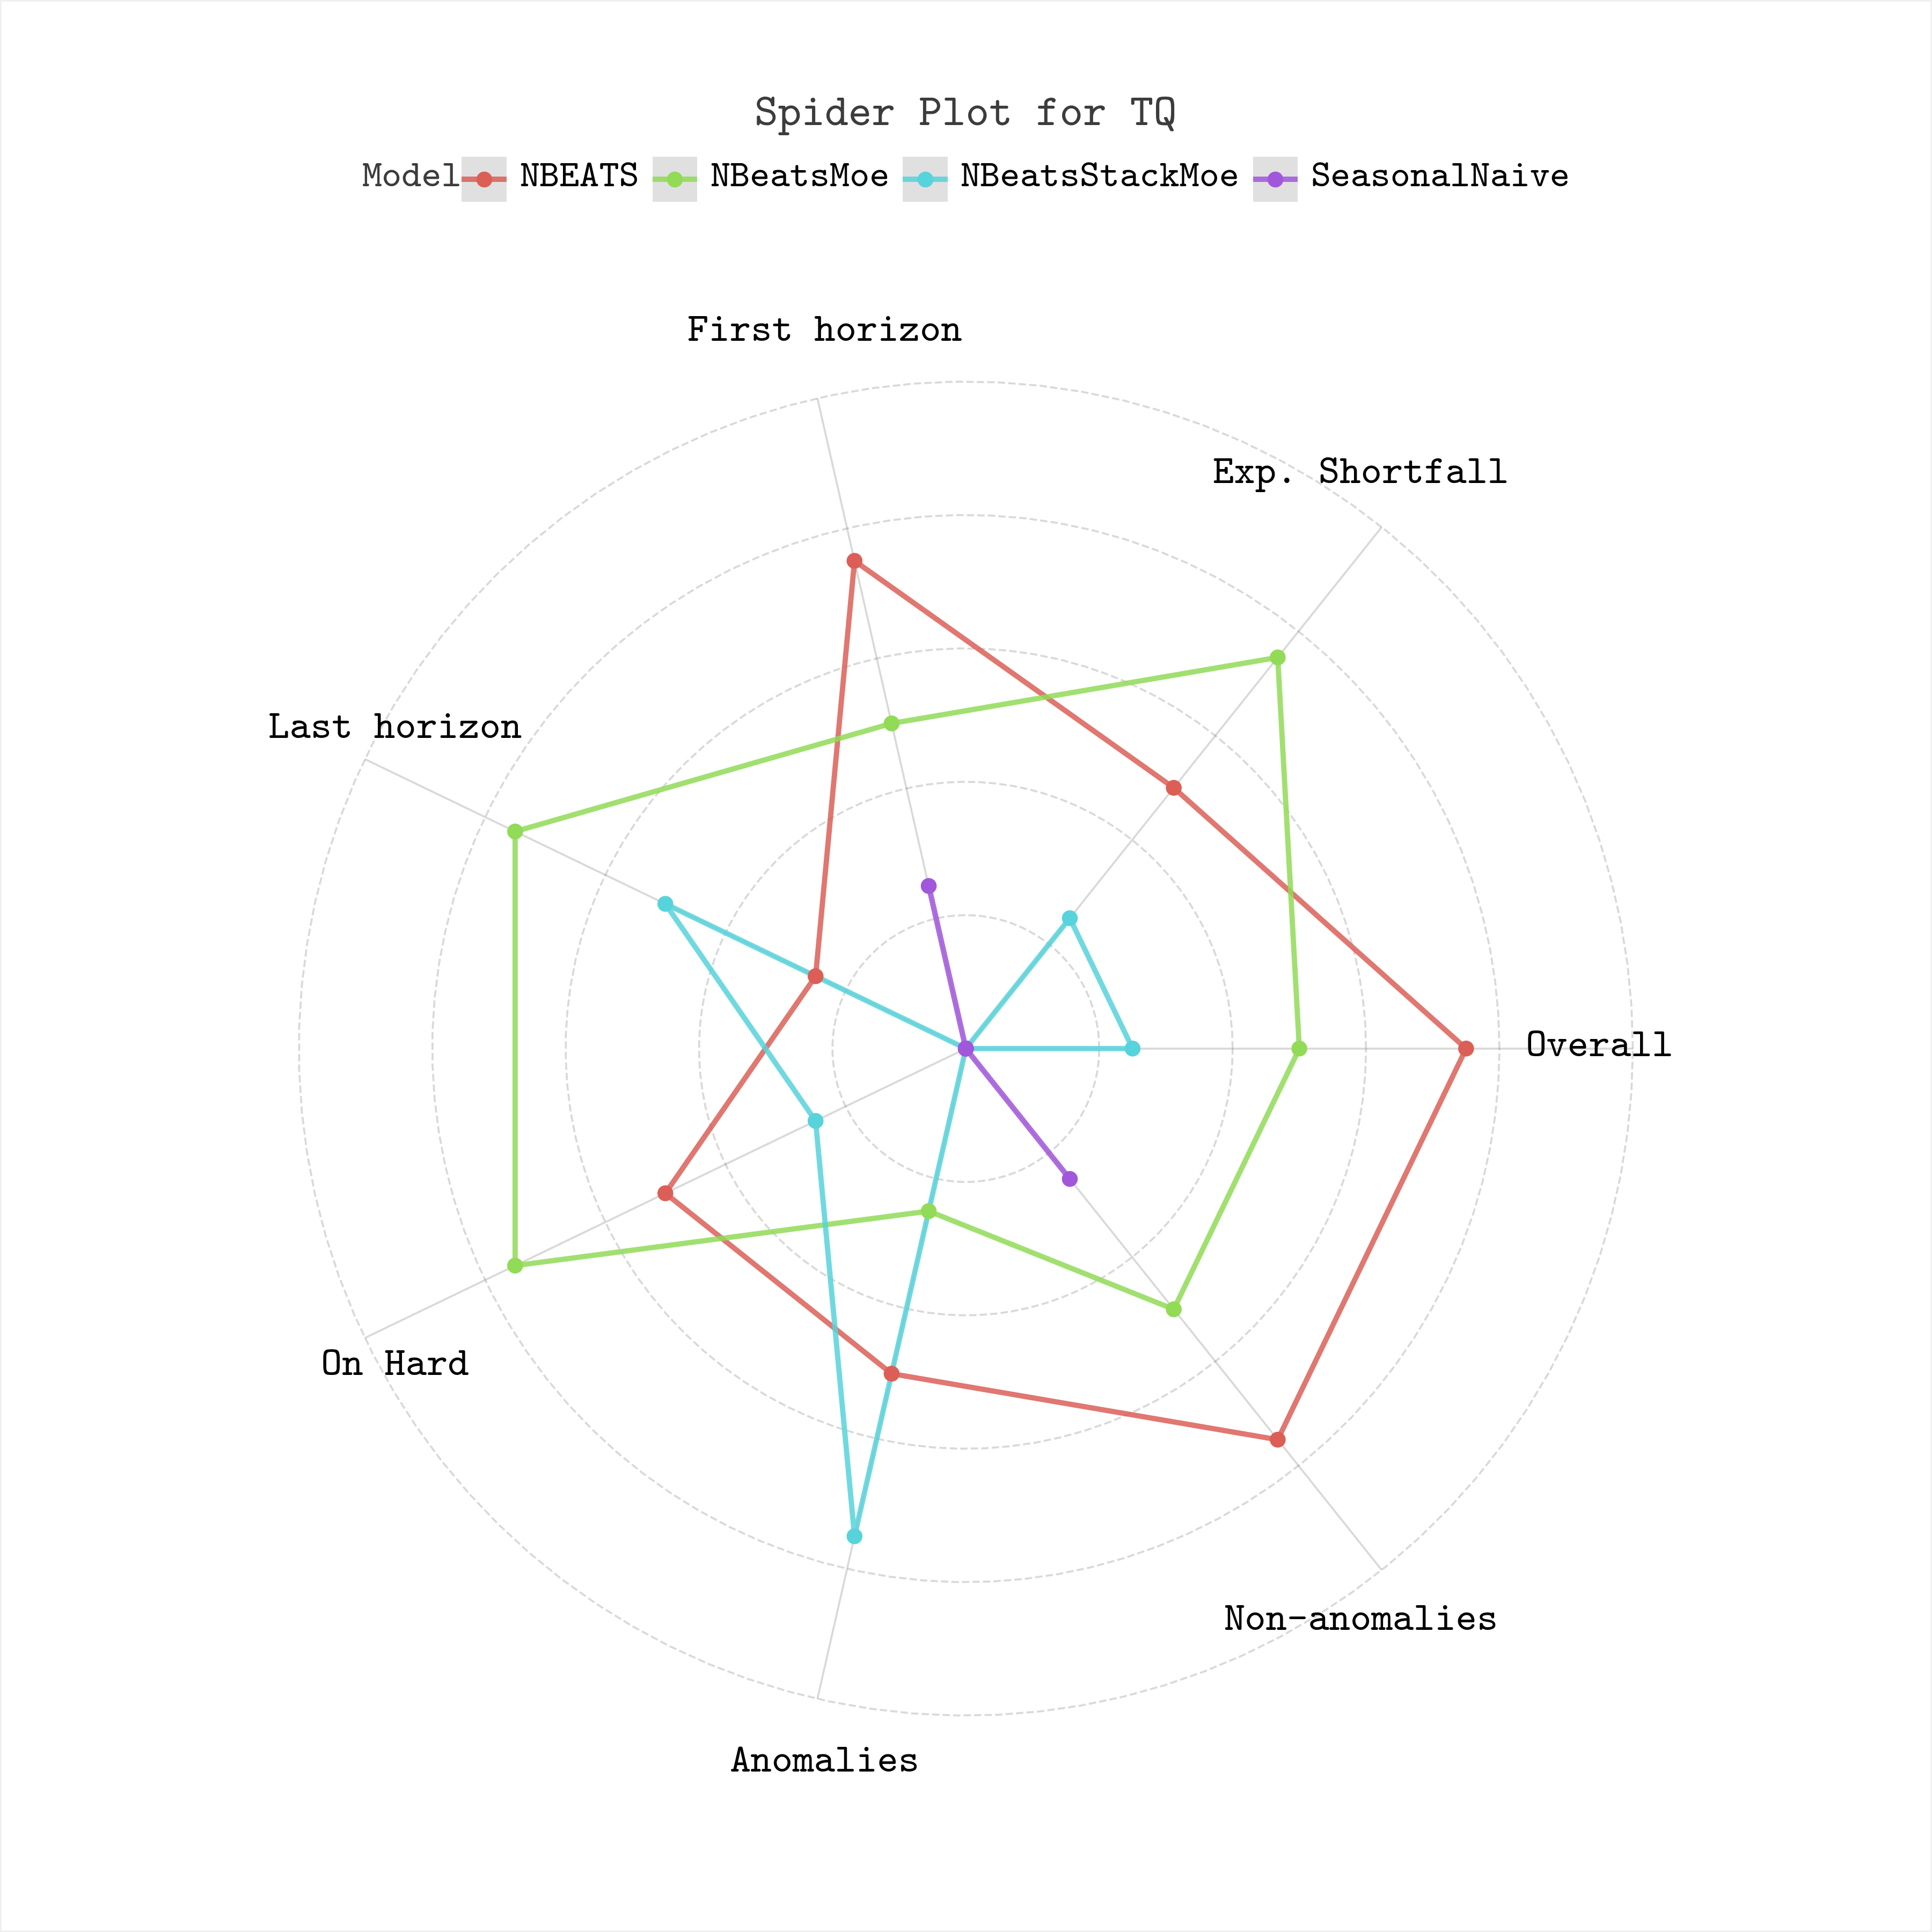 Spider Plot for TQ
Model NBEATS NBeatsMoe NBeatsStackMoe SeasonalNaive
First horizon
Exp. Shortfall
Last horizon
Overall
On Hard
Non-anomalies
Anomalies